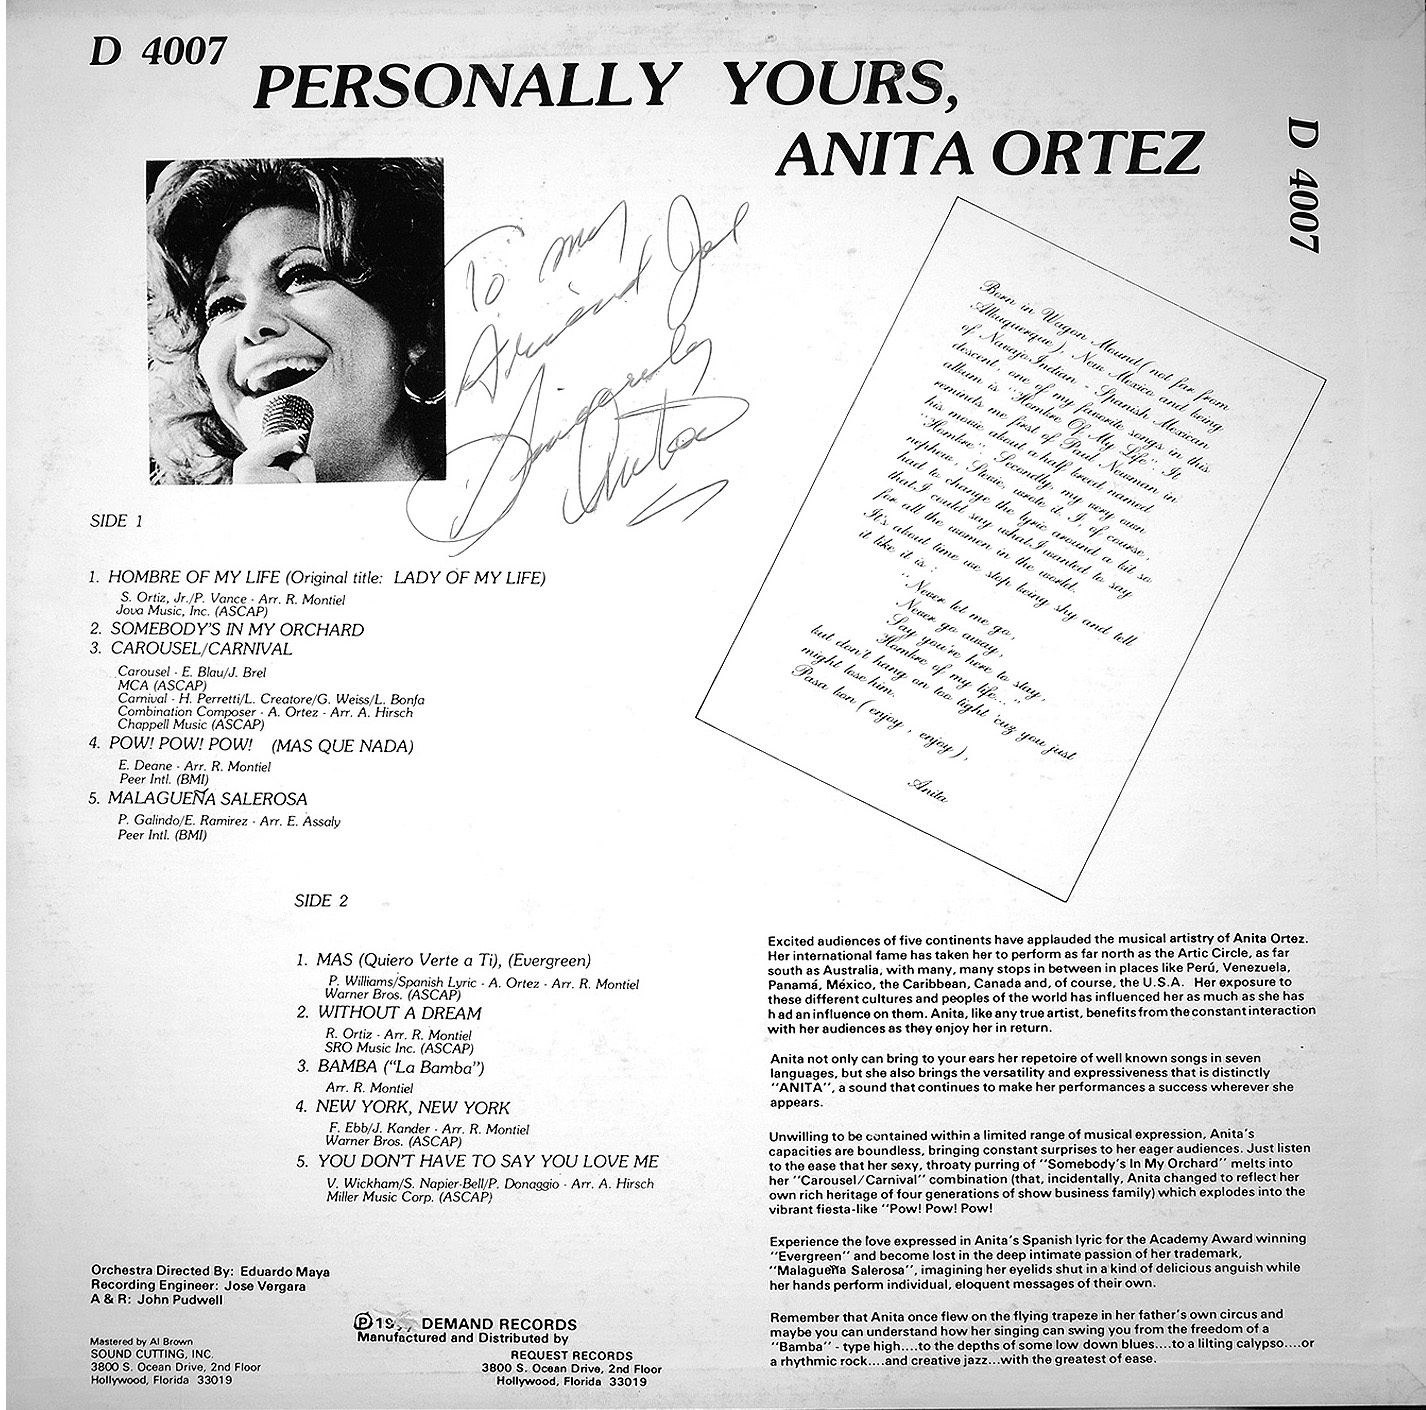 D 4007
PERSONALLY YOURS,
ANITA ORTEZ
D 4007
To my
friend Joe
Sincerely
Anita
Born in Wagon Mound (not far from
Albuquerque), New Mexico and being
of Navajo Indian - Spanish Mexican
descent, one of my favorite songs in this
album is "Hombre Of My Life". It
reminds me first of Paul Newman in
his movie about a half breed named
"Hombre". Secondly, my very own
nephew, Stevie, wrote it. I, of course,
had to change the lyric around a bit so
that I could say what I wanted to say
for all the women in the world.
It's about time we stop being shy and tell
it like it is:
"Never let me go,
Never go away,
Say you're here to stay,
Hombre of my life..."
but don't hang on too tight 'cuz you just
might lose him.
Pasa bon (enjoy, enjoy),
Anita
SIDE 1
1. HOMBRE OF MY LIFE (Original title: LADY OF MY LIFE)
S. Ortiz, Jr./P. Vance - Arr. R. Montiel
Jova Music, Inc. (ASCAP)
2. SOMEBODY'S IN MY ORCHARD
3. CAROUSEL/CARNIVAL
Carousel - E. Blau/J. Brel
MCA (ASCAP)
Carnival - H. Perretti/L. Creatore/G. Weiss/L. Bonfa
Combination Composer - A. Ortez - Arr. A. Hirsch
Chappell Music (ASCAP)
4. POW! POW! POW! (MAS QUE NADA)
E. Deane - Arr. R. Montiel
Peer Intl. (BMI)
5. MALAGUEÑA SALEROSA
P. Galindo/E. Ramirez - Arr. E. Assaly
Peer Intl. (BMI)
SIDE 2
1. MAS (Quiero Verte a Ti), (Evergreen)
P. Williams/Spanish Lyric - A. Ortez - Arr. R. Montiel
Warner Bros. (ASCAP)
2. WITHOUT A DREAM
R. Ortiz - Arr. R. Montiel
SRO Music Inc. (ASCAP)
3. BAMBA ("La Bamba")
Arr. R. Montiel
4. NEW YORK, NEW YORK
F. Ebb/J. Kander - Arr. R. Montiel
Warner Bros. (ASCAP)
5. YOU DON'T HAVE TO SAY YOU LOVE ME
V. Wickham/S. Napier-Bell/P. Donaggio - Arr. A. Hirsch
Miller Music Corp. (ASCAP)
Excited audiences of five continents have applauded the musical artistry of Anita Ortez.
Her international fame has taken her to perform as far north as the Artic Circle, as far
south as Australia, with many, many stops in between in places like Perú, Venezuela,
Panamá, México, the Caribbean, Canada and, of course, the U.S.A. Her exposure to
these different cultures and peoples of the world has influenced her as much as she has
had an influence on them. Anita, like any true artist, benefits from the constant interaction
with her audiences as they enjoy her in return.
Anita not only can bring to your ears her repetoire of well known songs in seven
languages, but she also brings the versatility and expressiveness that is distinctly
"ANITA", a sound that continues to make her performances a success wherever she
appears.
Unwilling to be contained within a limited range of musical expression, Anita's
capacities are boundless, bringing constant surprises to her eager audiences. Just listen
to the ease that her sexy, throaty purring of "Somebody's In My Orchard" melts into
her "Carousel/Carnival" combination (that, incidentally, Anita changed to reflect her
own rich heritage of four generations of show business family) which explodes into the
vibrant fiesta-like "Pow! Pow! Pow!
Experience the love expressed in Anita's Spanish lyric for the Academy Award winning
"Evergreen" and become lost in the deep intimate passion of her trademark,
"Malagueña Salerosa", imagining her eyelids shut in a kind of delicious anguish while
her hands perform individual, eloquent messages of their own.
Remember that Anita once flew on the flying trapeze in her father's own circus and
maybe you can understand how her singing can swing you from the freedom of a
"Bamba" - type high....to the depths of some low down blues....to a lilting calypso....or
a rhythmic rock....and creative jazz...with the greatest of ease.
Orchestra Directed By: Eduardo Maya
Recording Engineer: Jose Vergara
A & R: John Pudwell
Mastered by Al Brown
SOUND CUTTING, INC.
3800 S. Ocean Drive, 2nd Floor
Hollywood, Florida 33019
℗ DEMAND RECORDS
Manufactured and Distributed by
REQUEST RECORDS
3800 S. Ocean Drive, 2nd Floor
Hollywood, Florida 33019